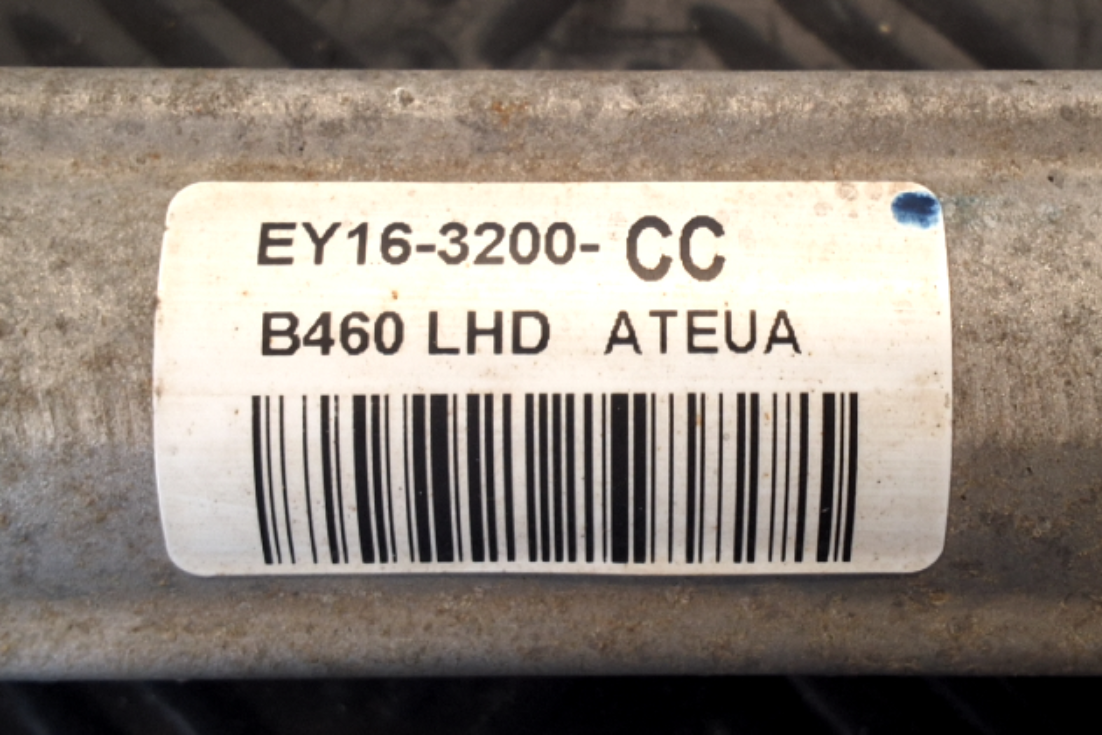 EY16-3200- CC
B460 LHD ATEUA